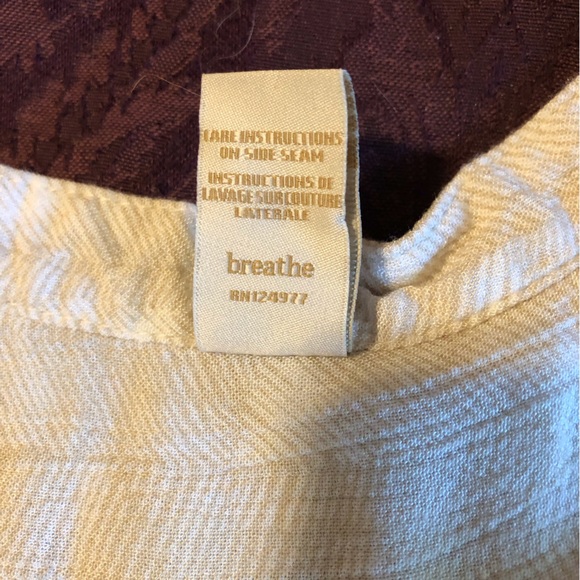 CARE INSTRUCTIONS
ON SIDE SEAM
INSTRUCTIONS DE
LAVAGE SUR COUTURE
LATERALE
breathe
RN124977